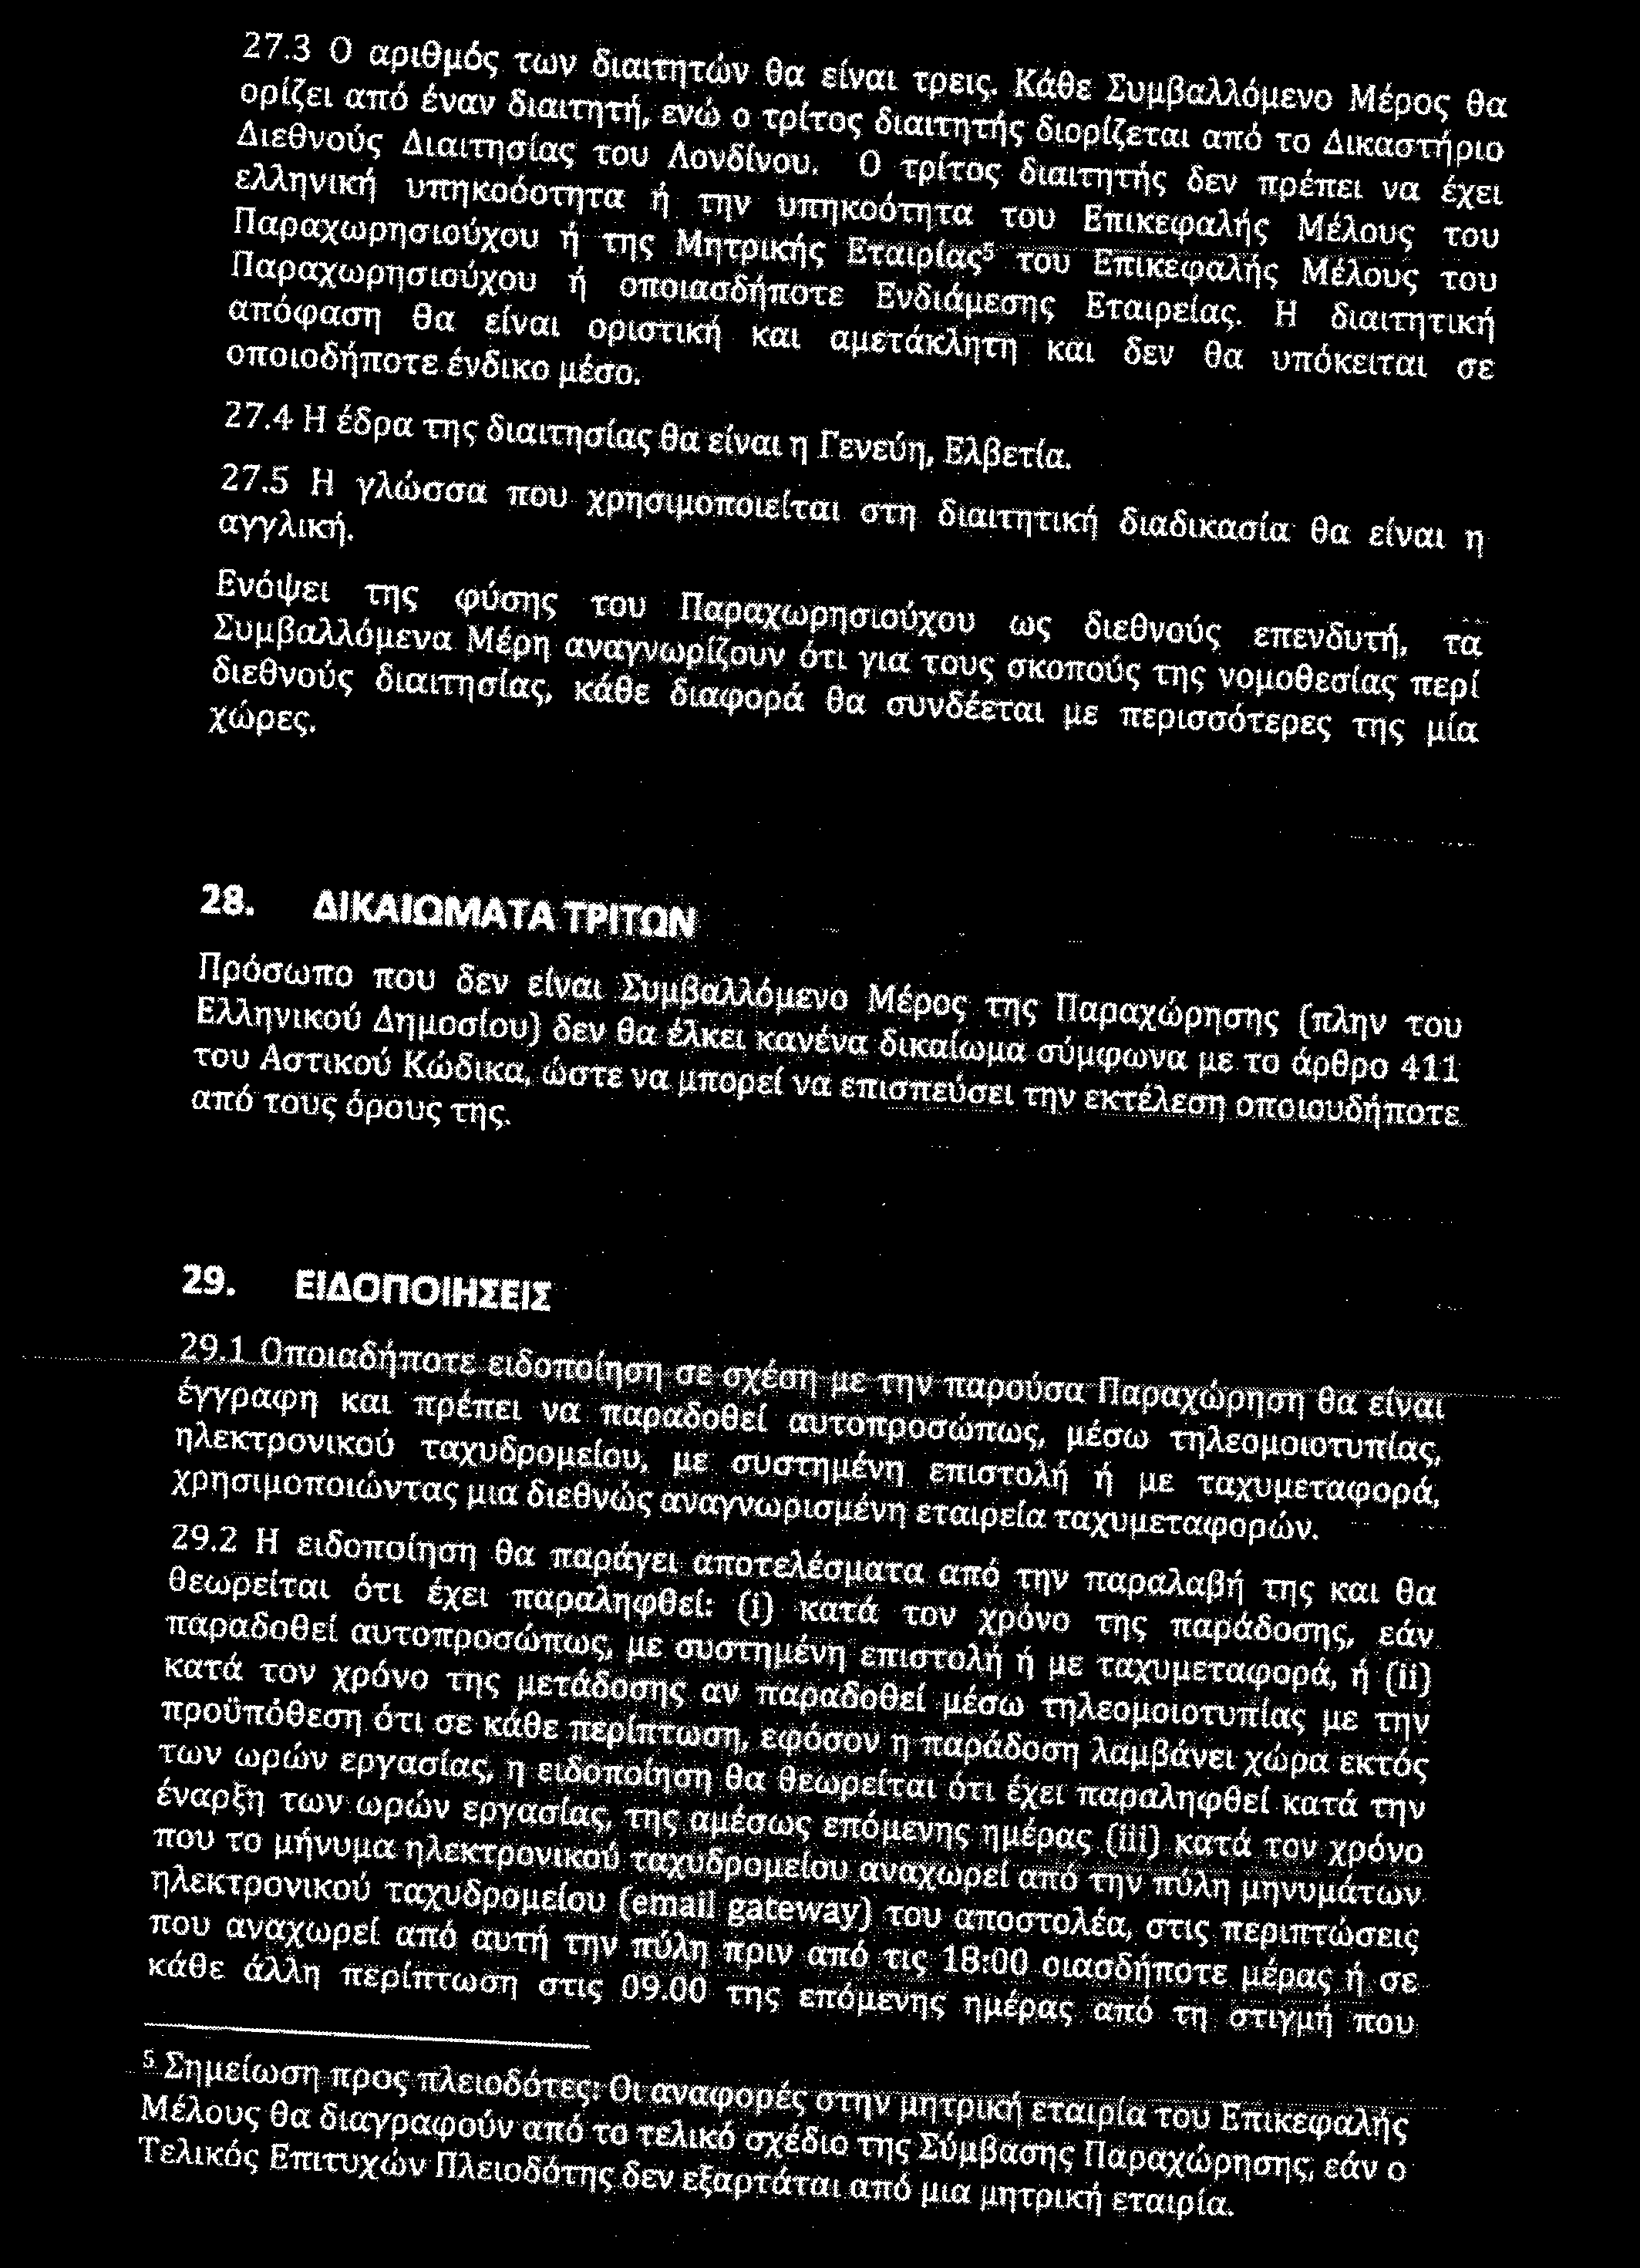 27.3 Ο αριθμός των διαιτητών θα είναι τρεις. Κάθε Συμβαλλόμενο Μέρος θα
ορίζει από έναν διαιτητή, ενώ ο τρίτος διαιτητής διορίζεται από το Δικαστήριο
Διεθνούς Διαιτησίας του Λονδίνου. Ο τρίτος διαιτητής δεν πρέπει να έχει
ελληνική υπηκοόοτητα ή την υπηκοότητα του Επικεφαλής Μέλους του
Παραχωρησιούχου ή της Μητρικής Εταιρίας⁵ του Επικεφαλής Μέλους του
Παραχωρησιούχου ή οποιασδήποτε Ενδιάμεσης Εταιρείας. Η διαιτητική
απόφαση θα είναι οριστική και αμετάκλητη και δεν θα υπόκειται σε
οποιοδήποτε ένδικο μέσο.
27.4 Η έδρα της διαιτησίας θα είναι η Γενεύη, Ελβετία.
27.5 Η γλώσσα που χρησιμοποιείται στη διαιτητική διαδικασία θα είναι η
αγγλική.
Ενόψει της φύσης του Παραχωρησιούχου ως διεθνούς επενδυτή, τα
Συμβαλλόμενα Μέρη αναγνωρίζουν ότι για τους σκοπούς της νομοθεσίας περί
διεθνούς διαιτησίας, κάθε διαφορά θα συνδέεται με περισσότερες της μία
χώρες.
28. ΔΙΚΑΙΩΜΑΤΑ ΤΡΙΤΩΝ
Πρόσωπο που δεν είναι Συμβαλλόμενο Μέρος της Παραχώρησης (πλην του
Ελληνικού Δημοσίου) δεν θα έλκει κανένα δικαίωμα σύμφωνα με το άρθρο 411
του Αστικού Κώδικα, ώστε να μπορεί να επισπεύσει την εκτέλεση οποιουδήποτε
από τους όρους της.
29. ΕΙΔΟΠΟΙΗΣΕΙΣ
29.1 Οποιαδήποτε ειδοποίηση σε σχέση με την παρούσα Παραχώρηση θα είναι
έγγραφη και πρέπει να παραδοθεί αυτοπροσώπως, μέσω τηλεομοιοτυπίας,
ηλεκτρονικού ταχυδρομείου, με συστημένη επιστολή ή με ταχυμεταφορά,
χρησιμοποιώντας μια διεθνώς αναγνωρισμένη εταιρεία ταχυμεταφορών.
29.2 Η ειδοποίηση θα παράγει αποτελέσματα από την παραλαβή της και θα
θεωρείται ότι έχει παραληφθεί: (i) κατά τον χρόνο της παράδοσης, εάν
παραδοθεί αυτοπροσώπως, με συστημένη επιστολή ή με ταχυμεταφορά, ή (ii)
κατά τον χρόνο της μετάδοσης αν παραδοθεί μέσω τηλεομοιοτυπίας με την
προϋπόθεση ότι σε κάθε περίπτωση, εφόσον η παράδοση λαμβάνει χώρα εκτός
των ωρών εργασίας, η ειδοποίηση θα θεωρείται ότι έχει παραληφθεί κατά την
έναρξη των ωρών εργασίας, της αμέσως επόμενης ημέρας (iii) κατά τον χρόνο
που το μήνυμα ηλεκτρονικού ταχυδρομείου αναχωρεί από την πύλη μηνυμάτων
ηλεκτρονικού ταχυδρομείου (email gateway) του αποστολέα, στις περιπτώσεις
που αναχωρεί από αυτή την πύλη πριν από τις 18:00 οιασδήποτε μέρας ή σε
κάθε άλλη περίπτωση στις 09.00 της επόμενης ημέρας από τη στιγμή που
⁵ Σημείωση προς πλειοδότες: Οι αναφορές στην μητρική εταιρία του Επικεφαλής
Μέλους θα διαγραφούν από το τελικό σχέδιο της Σύμβασης Παραχώρησης, εάν ο
Τελικός Επιτυχών Πλειοδότης δεν εξαρτάται από μια μητρική εταιρία.